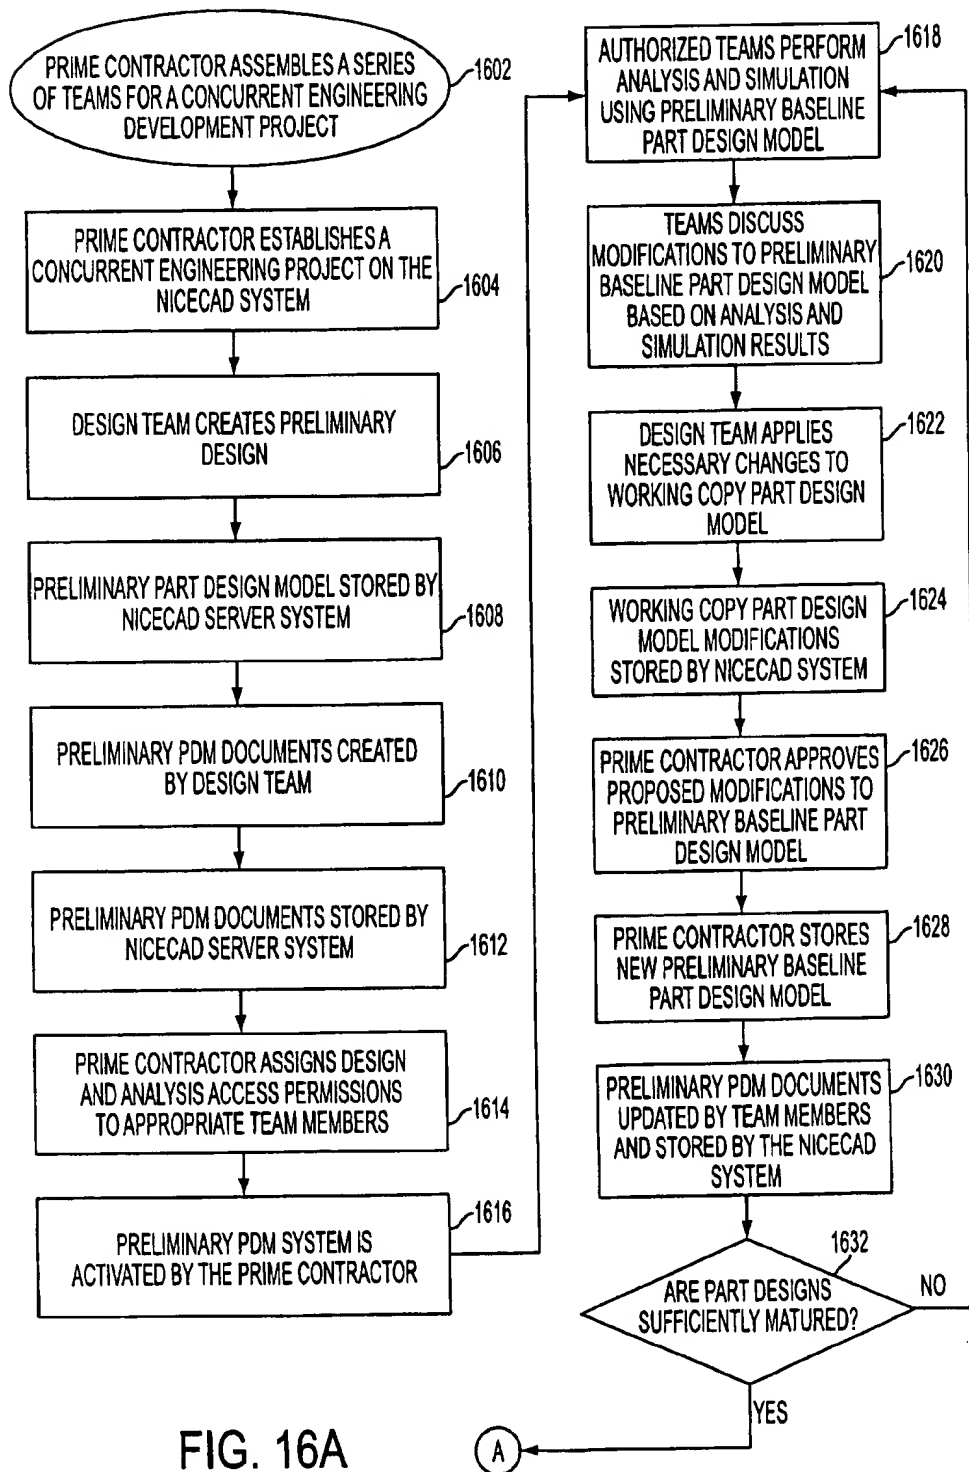 PRIME CONTRACTOR ASSEMBLES A SERIES
OF TEAMS FOR A CONCURRENT ENGINEERING
DEVELOPMENT PROJECT
1602
PRIME CONTRACTOR ESTABLISHES A
CONCURRENT ENGINEERING PROJECT ON THE
NICECAD SYSTEM
1604
DESIGN TEAM CREATES PRELIMINARY
DESIGN
1606
PRELIMINARY PART DESIGN MODEL STORED BY
NICECAD SERVER SYSTEM
1608
PRELIMINARY PDM DOCUMENTS CREATED
BY DESIGN TEAM
1610
PRELIMINARY PDM DOCUMENTS STORED BY
NICECAD SERVER SYSTEM
1612
PRIME CONTRACTOR ASSIGNS DESIGN
AND ANALYSIS ACCESS PERMISSIONS
TO APPROPRIATE TEAM MEMBERS
1614
PRELIMINARY PDM SYSTEM IS
ACTIVATED BY THE PRIME CONTRACTOR
1616
AUTHORIZED TEAMS PERFORM
ANALYSIS AND SIMULATION
USING PRELIMINARY BASELINE
PART DESIGN MODEL
1618
TEAMS DISCUSS
MODIFICATIONS TO PRELIMINARY
BASELINE PART DESIGN MODEL
BASED ON ANALYSIS AND
SIMULATION RESULTS
1620
DESIGN TEAM APPLIES
NECESSARY CHANGES TO
WORKING COPY PART DESIGN
MODEL
1622
WORKING COPY PART DESIGN
MODEL MODIFICATIONS
STORED BY NICECAD SYSTEM
1624
PRIME CONTRACTOR APPROVES
PROPOSED MODIFICATIONS TO
PRELIMINARY BASELINE PART
DESIGN MODEL
1626
PRIME CONTRACTOR STORES
NEW PRELIMINARY BASELINE
PART DESIGN MODEL
1628
PRELIMINARY PDM DOCUMENTS
UPDATED BY TEAM MEMBERS
AND STORED BY THE NICECAD
SYSTEM
1630
ARE PART DESIGNS
SUFFICIENTLY MATURED?
1632
NO
YES
A
FIG. 16A